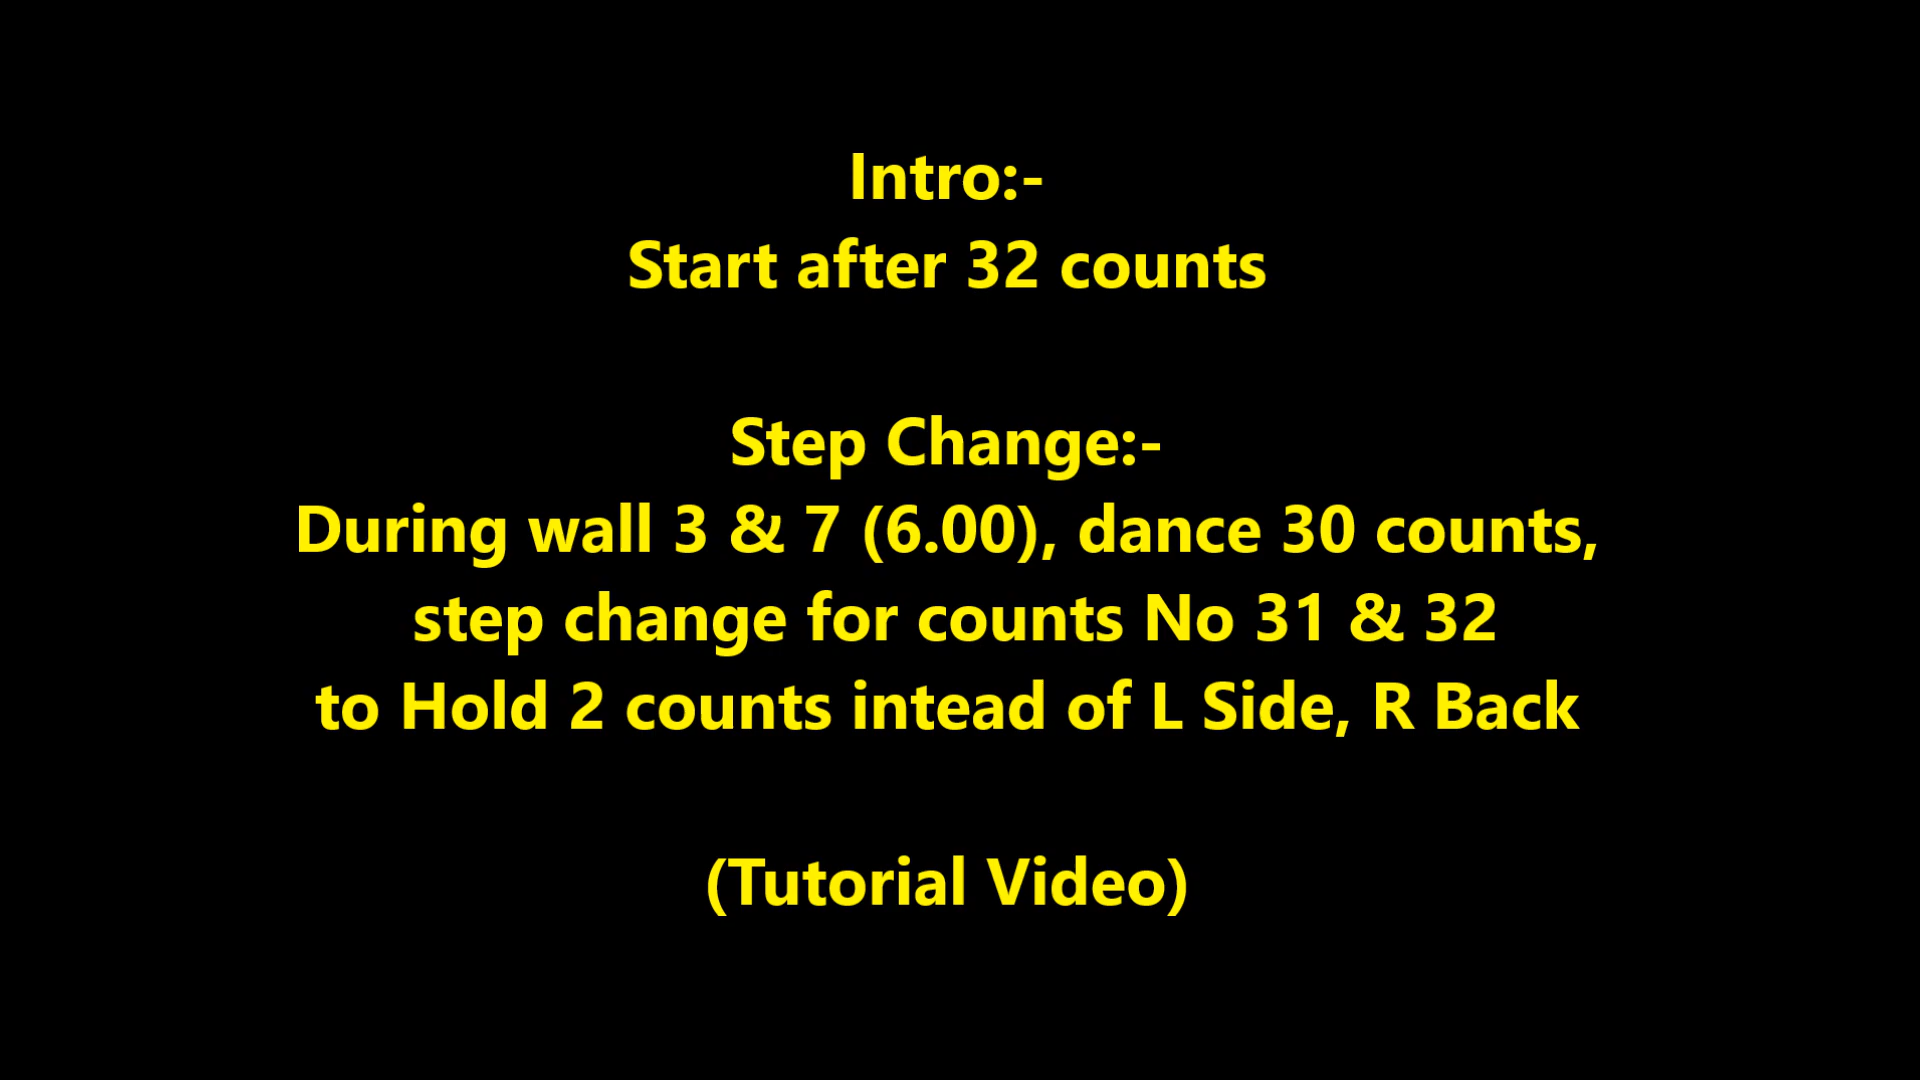 Intro:-
Start after 32 counts
Step Change:-
During wall 3 & 7 (6.00), dance 30 counts,
step change for counts No 31 & 32
to Hold 2 counts intead of L Side, R Back
(Tutorial Video)